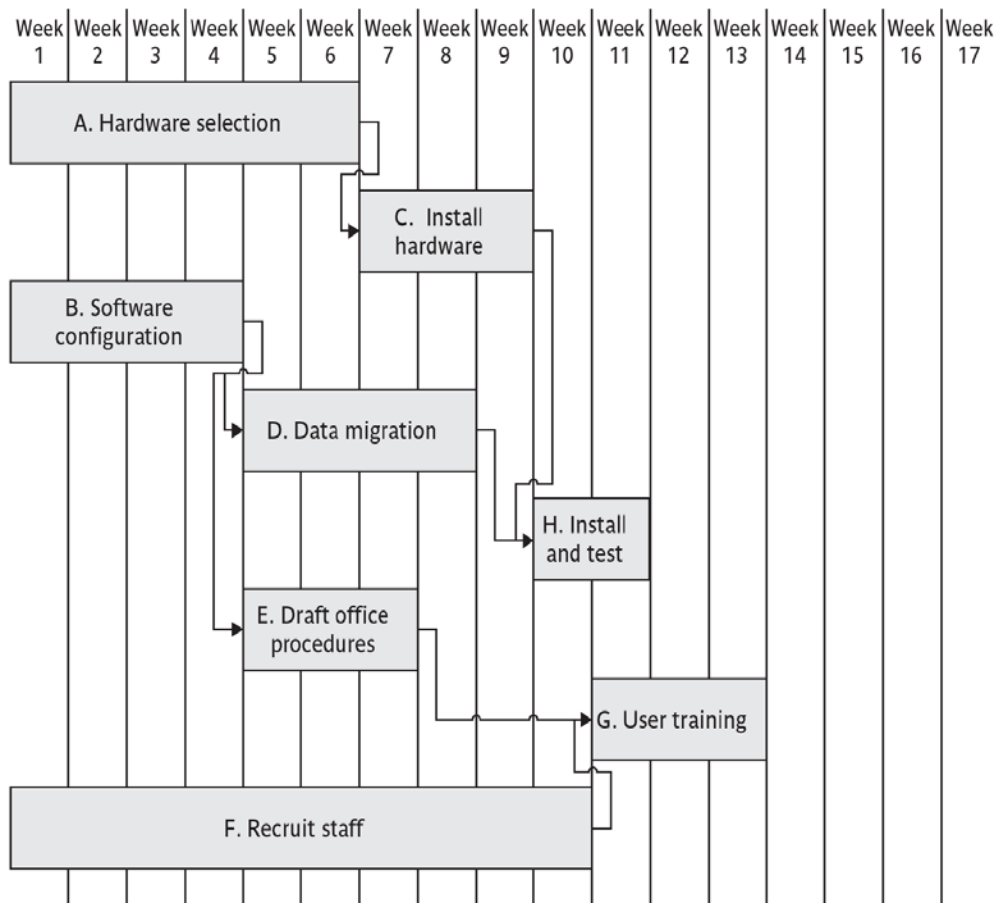 Week Week Week Week Week Week Week Week Week Week Week Week Week Week Week Week Week
1 2 3 4 5 6 7 8 9 10 11 12 13 14 15 16 17
A. Hardware selection
C. Install
hardware
B. Software
configuration
D. Data migration
H. Install
and test
E. Draft office
procedures
G. User training
F. Recruit staff